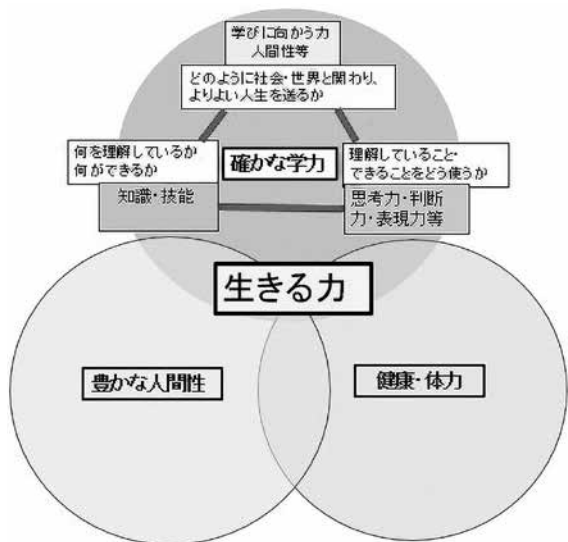 学びに向かう力
人間性等
どのように社会・世界と関わり、
よりよい人生を送るか
何を理解しているか
何ができるか
知識・技能
確かな学力
理解していること・
できることをどう使うか
思考力・判断
力・表現力等
生きる力
豊かな人間性
健康・体力